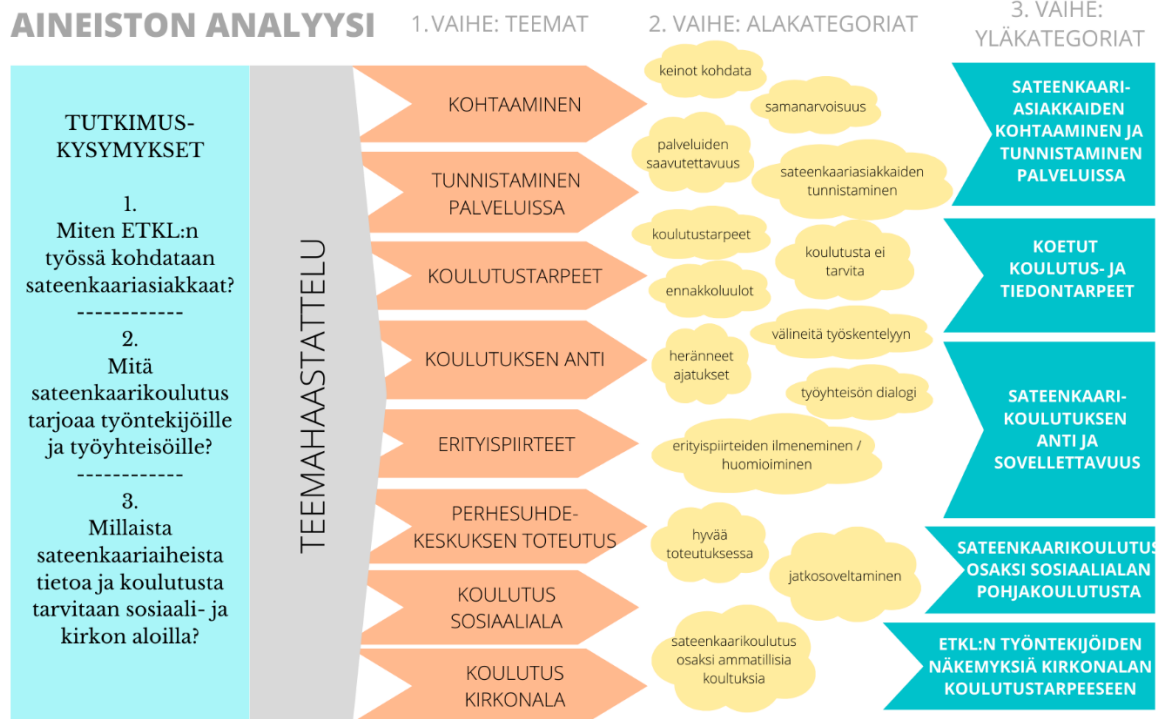 AINEISTON ANALYYSI
1.VAIHE: TEEMAT
2. VAIHE: ALAKATEGORIAT
3. VAIHE:
YLÄKATEGORIAT
TUTKIMUS-
KYSYMYKSET
1.
Miten ETKL:n
työssä kohdataan
sateenkaariasiakkaat?
------------
2.
Mitä
sateenkaarikoulutus
tarjoaa työntekijöille
ja työyhteisöille?
------------
3.
Millaista
sateenkaariaiheista
tietoa ja koulutusta
tarvitaan sosiaali- ja
kirkon aloilla?
TEEMAHAASTATTELU
KOHTAAMINEN
TUNNISTAMINEN
PALVELUISSA
KOULUTUSTARPEET
KOULUTUKSEN ANTI
ERITYISPIIRTEET
PERHESUHDE-
KESKUKSEN TOTEUTUS
KOULUTUS
SOSIAALIALA
KOULUTUS
KIRKONALA
keinot kohdata
samanarvoisuus
palveluiden
saavutettavuus
sateenkaariasiakkaiden
tunnistaminen
koulutustarpeet
koulutusta ei
tarvita
ennakkoluulot
välineitä työskentelyyn
heränneet
ajatukset
työyhteisön dialogi
erityispiirteiden ilmeneminen /
huomioiminen
hyvää
toteutuksessa
jatkosoveltaminen
sateenkaarikoulutus
osaksi ammatillisia
koultuksia
SATEENKAARI-
ASIAKKAIDEN
KOHTAAMINEN JA
TUNNISTAMINEN
PALVELUISSA
KOETUT
KOULUTUS- JA
TIEDONTARPEET
SATEENKAARI-
KOULUTUKSEN
ANTI JA
SOVELLETTAVUUS
SATEENKAARIKOULUTUS
OSAKSI SOSIAALIALAN
POHJAKOULUTUSTA
ETKL:N TYÖNTEKIJÖIDEN
NÄKEMYKSIÄ KIRKONALAN
KOULUTUSTARPEESEEN